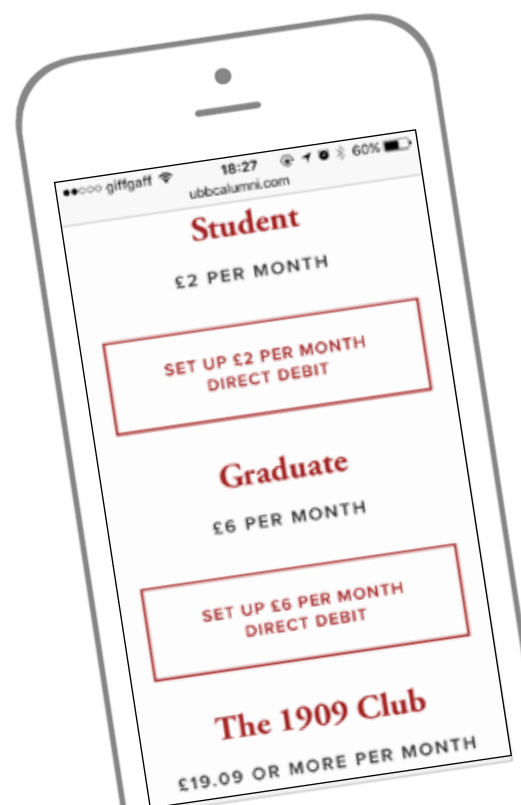 giffgaff 18:27 60%
ubbcalumni.com
Student
£2 PER MONTH
SET UP £2 PER MONTH
DIRECT DEBIT
Graduate
£6 PER MONTH
SET UP £6 PER MONTH
DIRECT DEBIT
The 1909 Club
£19.09 OR MORE PER MONTH